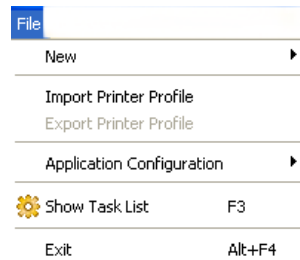 File
New
Import Printer Profile
Export Printer Profile
Application Configuration
Show Task List F3
Exit Alt+F4